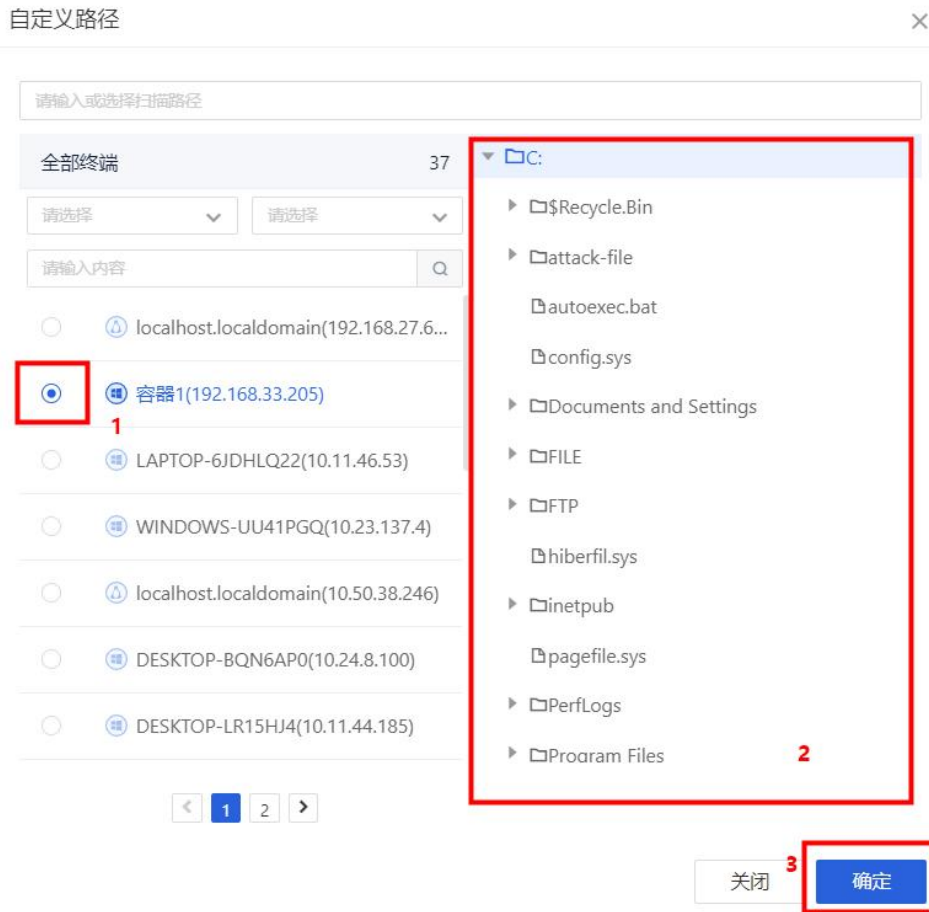 自定义路径
请输入或选择扫描路径
全部终端 37
请选择 请选择
请输入内容
localhost.localdomain(192.168.27.6...
容器1(192.168.33.205)
1
LAPTOP-6JDHLQ22(10.11.46.53)
WINDOWS-UU41PGQ(10.23.137.4)
localhost.localdomain(10.50.38.246)
DESKTOP-BQN6AP0(10.24.8.100)
DESKTOP-LR15HJ4(10.11.44.185)
1 2
C:
$Recycle.Bin
attack-file
autoexec.bat
config.sys
Documents and Settings
FILE
FTP
hiberfil.sys
inetpub
pagefile.sys
PerfLogs
Program Files
2
关闭 3 确定